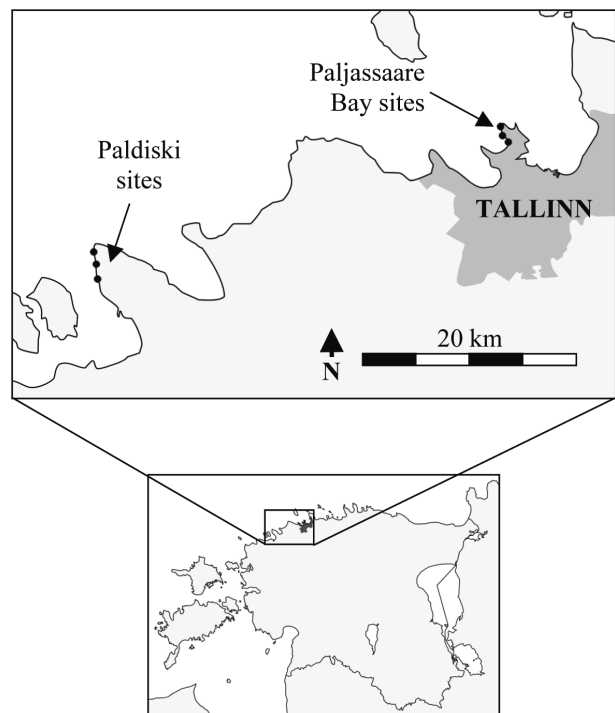 Paljassaare
Bay sites
Paldiski
sites
TALLINN
20 km
N